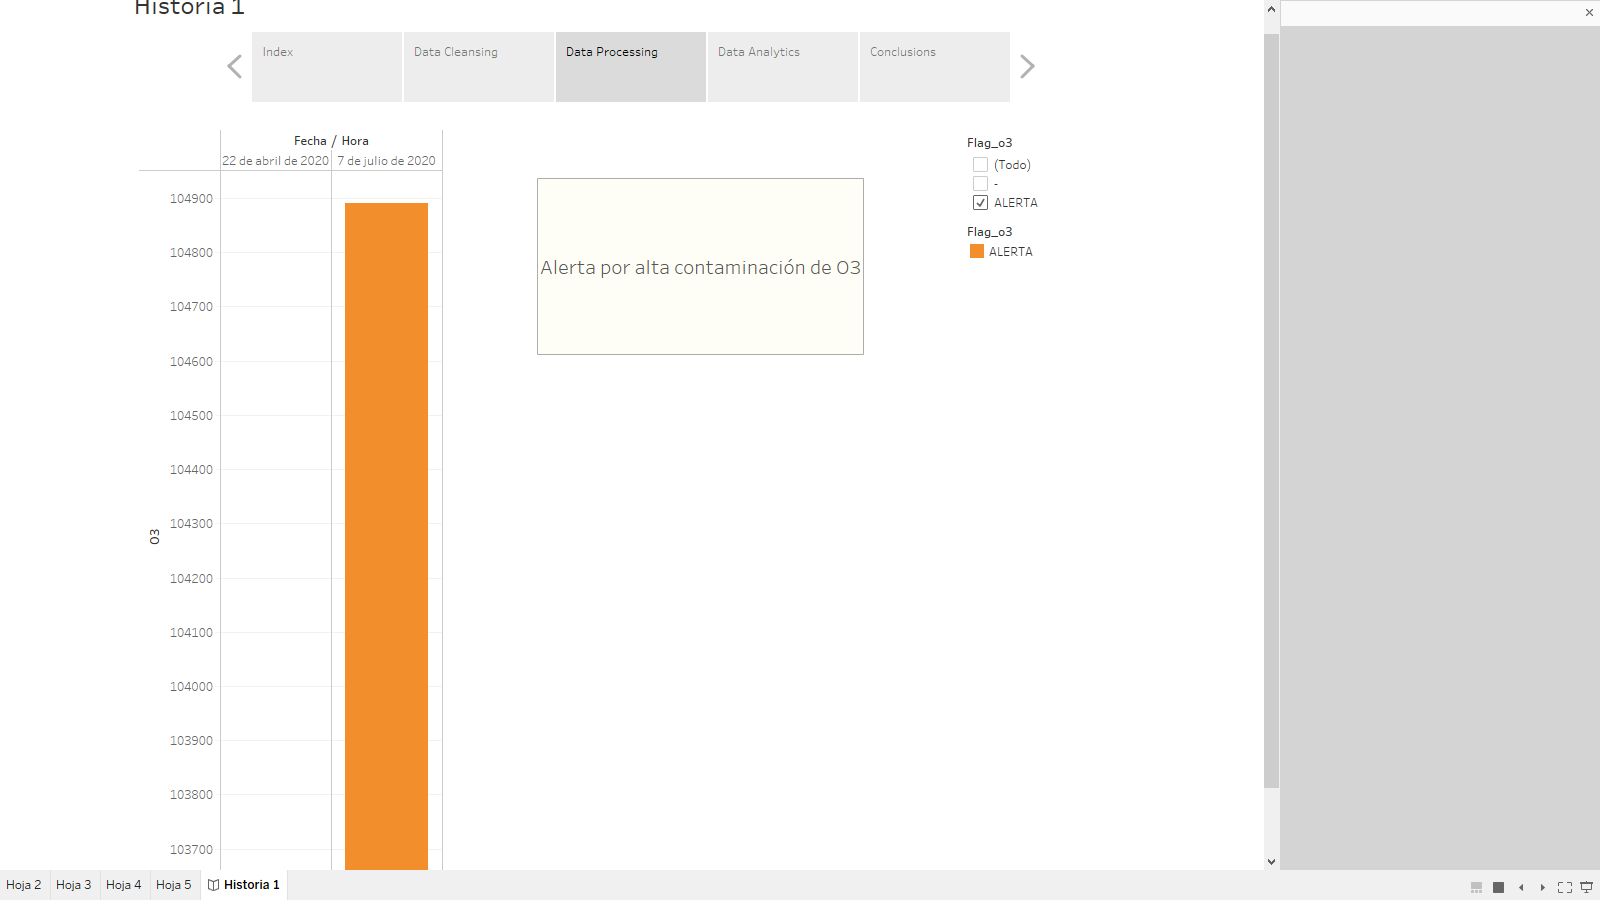 Historia 1
Index
Data Cleansing
Data Processing
Data Analytics
Conclusions
Fecha / Hora
22 de abril de 2020
7 de julio de 2020
104900
104800
104700
104600
104500
104400
104300
104200
104100
104000
103900
103800
103700
O3
Alerta por alta contaminación de O3
Flag_o3
(Todo)
-
ALERTA
Flag_o3
ALERTA
Hoja 2
Hoja 3
Hoja 4
Hoja 5
Historia 1